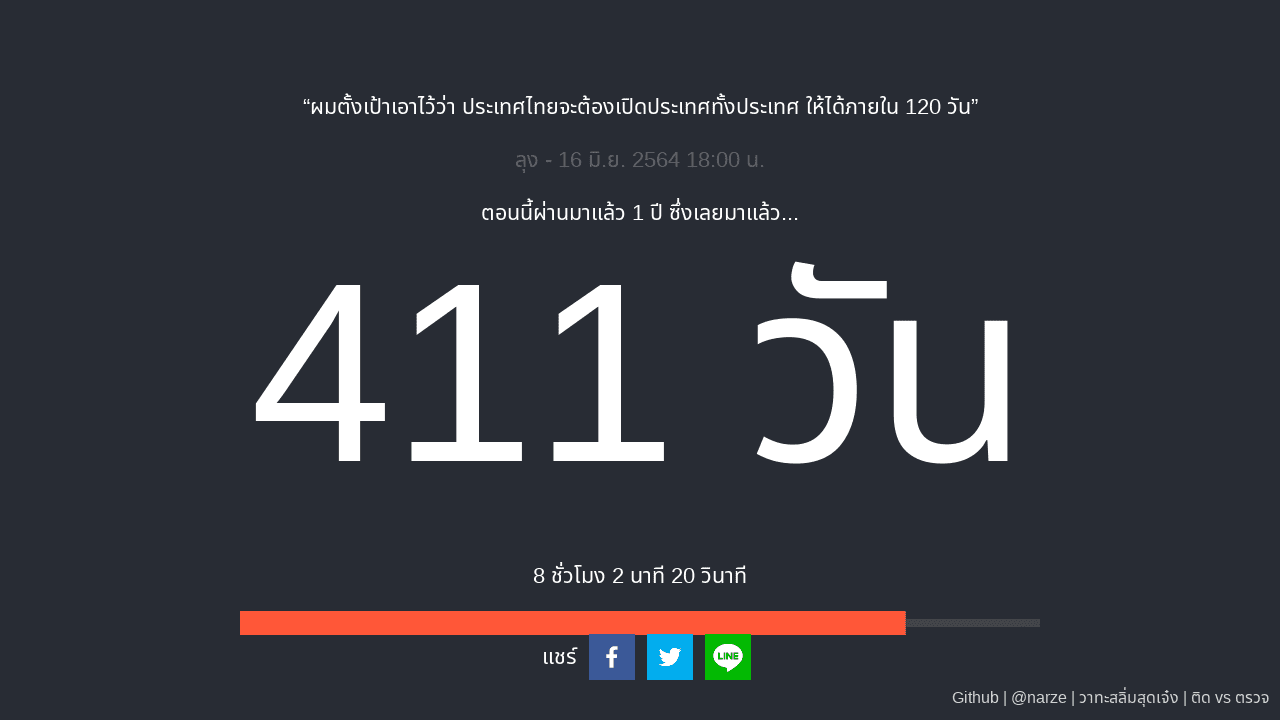 “ผมตั้งเป้าเอาไว้ว่า ประเทศไทยจะต้องเปิดประเทศทั้งประเทศ ให้ได้ภายใน 120 วัน”
ลุง - 16 มิ.ย. 2564 18:00 น.
ตอนนี้ผ่านมาแล้ว 1 ปี ซึ่งเลยมาแล้ว...
411 วัน
8 ชั่วโมง 2 นาที 20 วินาที
แชร์
LINE
Github | @narze | วาทะสลิ่มสุดเจ๋ง | ติด vs ตรวจ